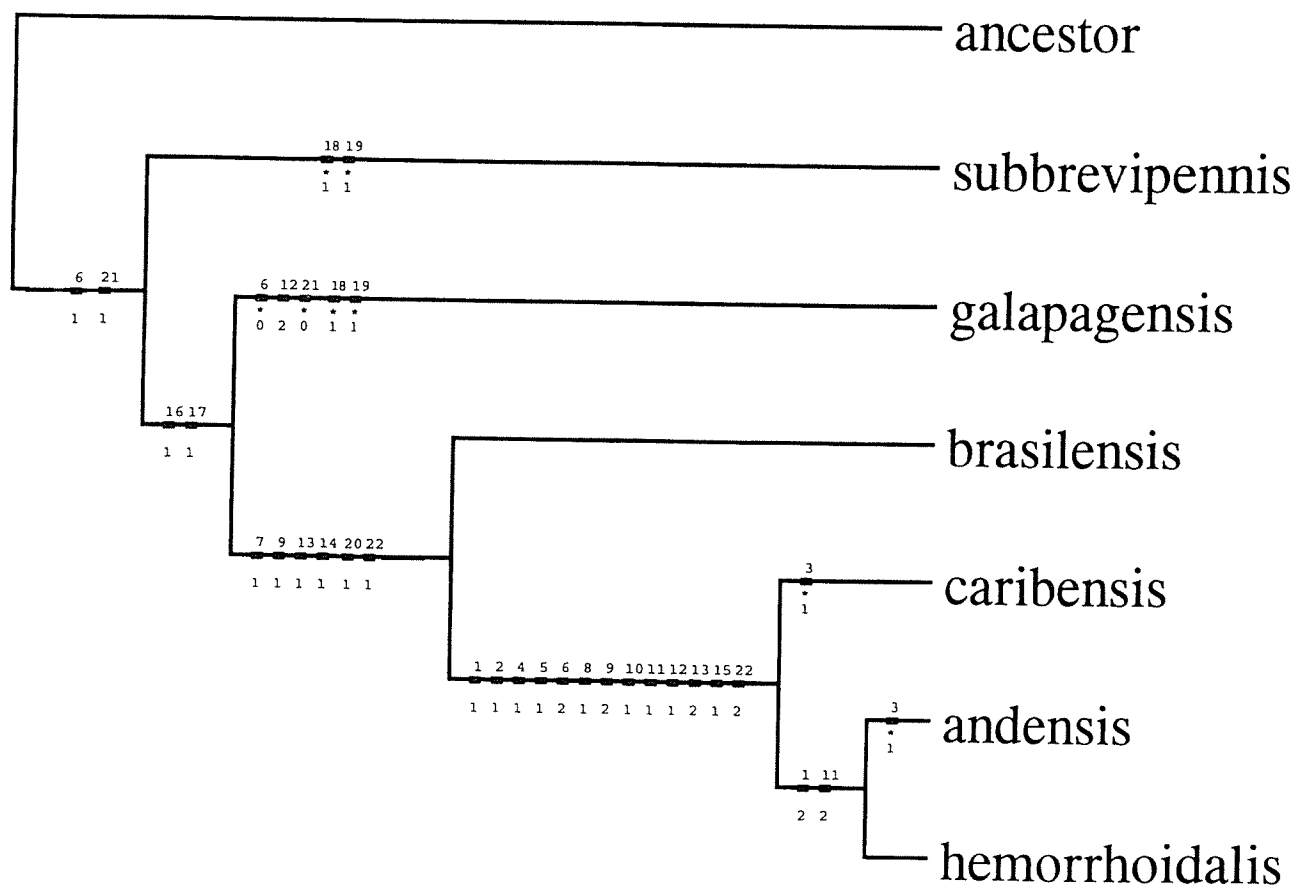 ancestor
18 19
* *
1 1
subbrevipennis
6 21
1 1
6 12 21 18 19
* * * *
0 2 0 1 1
galapagensis
16 17
1 1
brasilensis
7 9 13 14 20 22
1 1 1 1 1 1
3
*
1
caribensis
1 2 4 5 6 8 9 10 11 12 13 15 22
1 1 1 1 2 1 2 1 1 1 2 1 2
3
*
1
andensis
1 11
2 2
hemorrhoidalis